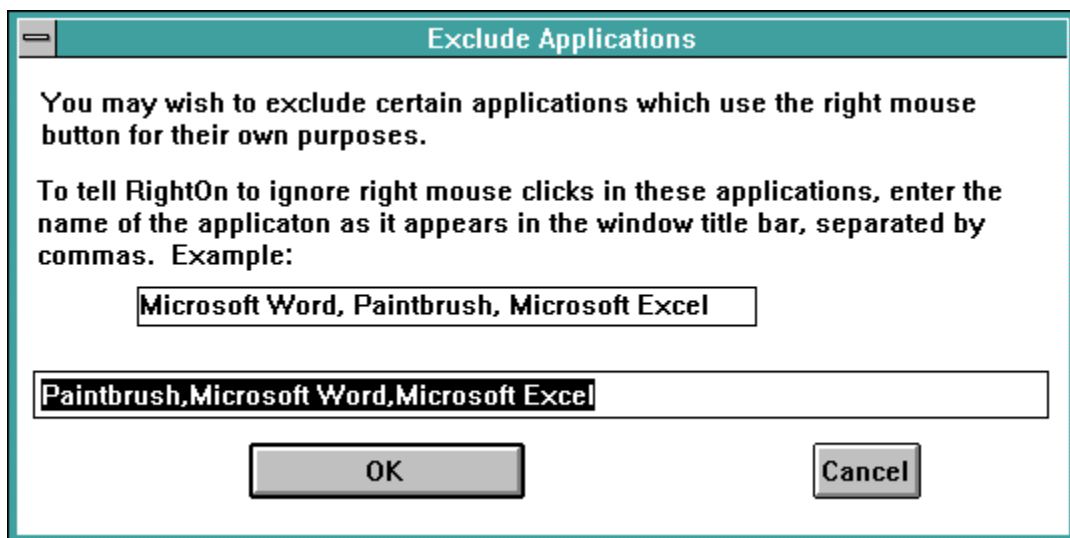 Exclude Applications
You may wish to exclude certain applications which use the right mouse
button for their own purposes.
To tell RightOn to ignore right mouse clicks in these applications, enter the
name of the applicaton as it appears in the window title bar, separated by
commas.  Example:
Microsoft Word, Paintbrush, Microsoft Excel
Paintbrush,Microsoft Word,Microsoft Excel
OK
Cancel